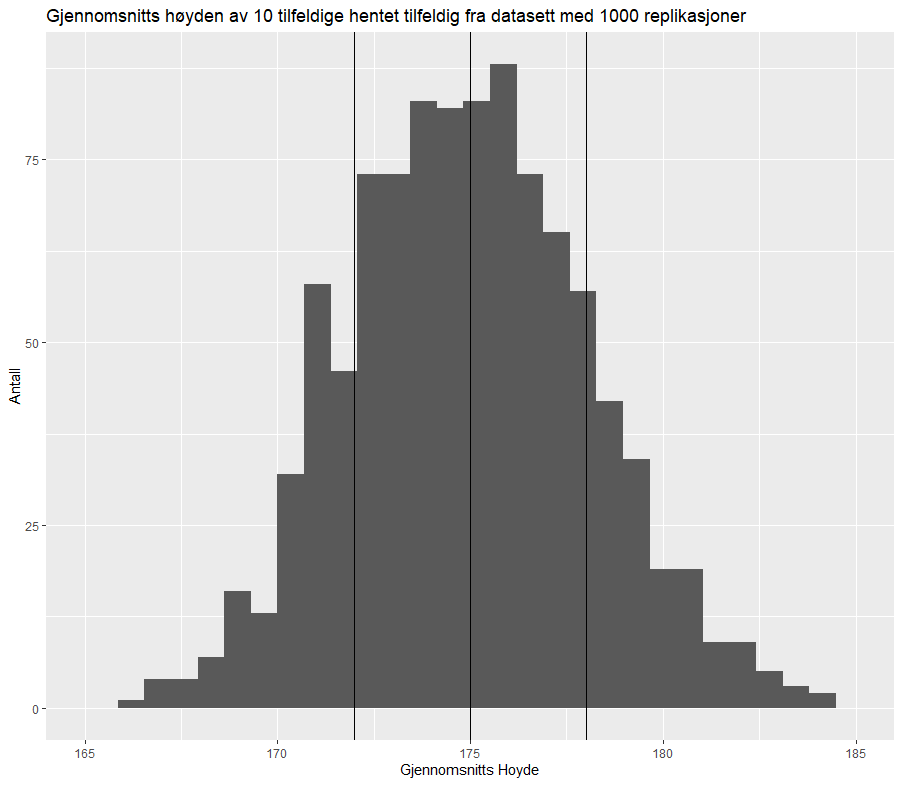 Gjennomsnitts høyden av 10 tilfeldige hentet tilfeldig fra datasett med 1000 replikasjoner
Antall
75
50
25
0
165 170 175 180 185
Gjennomsnitts Hoyde